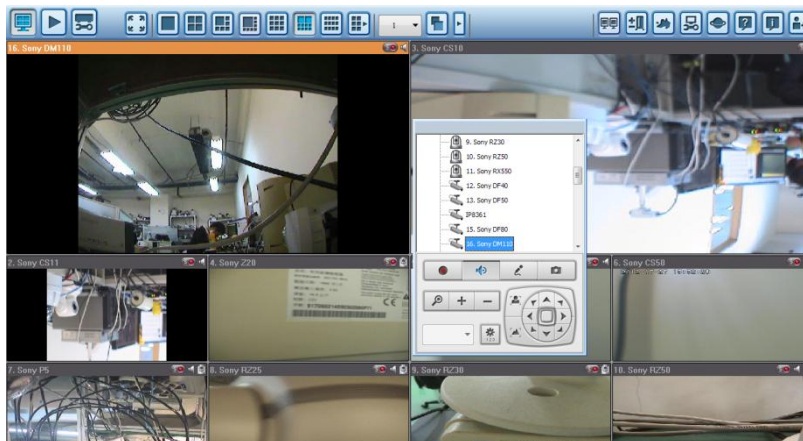 1
16. Sony DM110
3. Sony CS10
9. Sony RZ30
10. Sony RZ50
11. Sony RX550
12. Sony DF40
13. Sony DF50
IP8361
15. Sony DF80
16. Sony DM110
2. Sony CS11
4. Sony Z20
6. Sony CS50
123
7. Sony P5
8. Sony RZ25
9. Sony RZ30
10. Sony RZ50